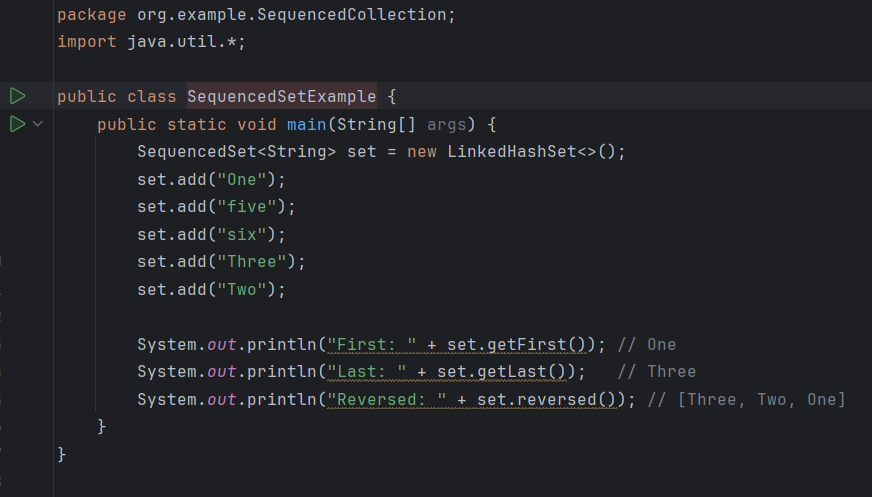 package org.example.SequencedCollection;
import java.util.*;
public class SequencedSetExample {
public static void main(String[] args) {
SequencedSet<String> set = new LinkedHashSet<>();
set.add("One");
set.add("five");
set.add("six");
set.add("Three");
set.add("Two");
System.out.println("First: " + set.getFirst()); // One
System.out.println("Last: " + set.getLast());   // Three
System.out.println("Reversed: " + set.reversed()); // [Three, Two, One]
}
}